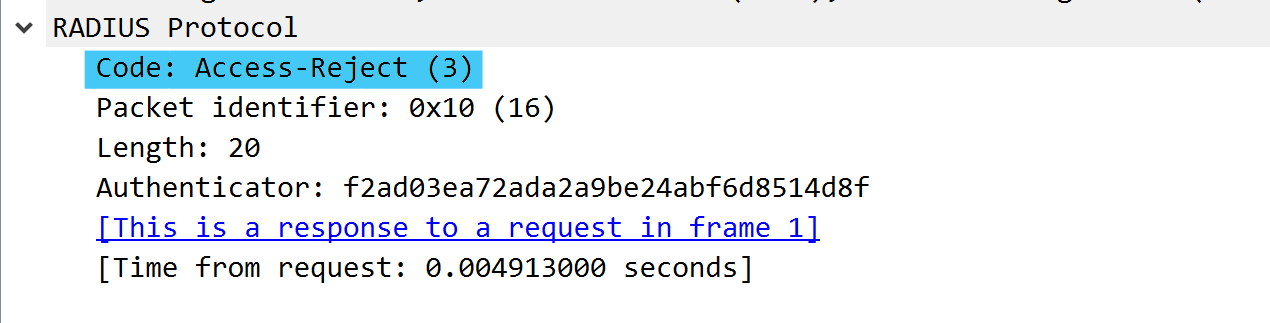 RADIUS Protocol
Code: Access-Reject (3)
Packet identifier: 0x10 (16)
Length: 20
Authenticator: f2ad03ea72ada2a9be24abf6d8514d8f
[This is a response to a request in frame 1]
[Time from request: 0.004913000 seconds]